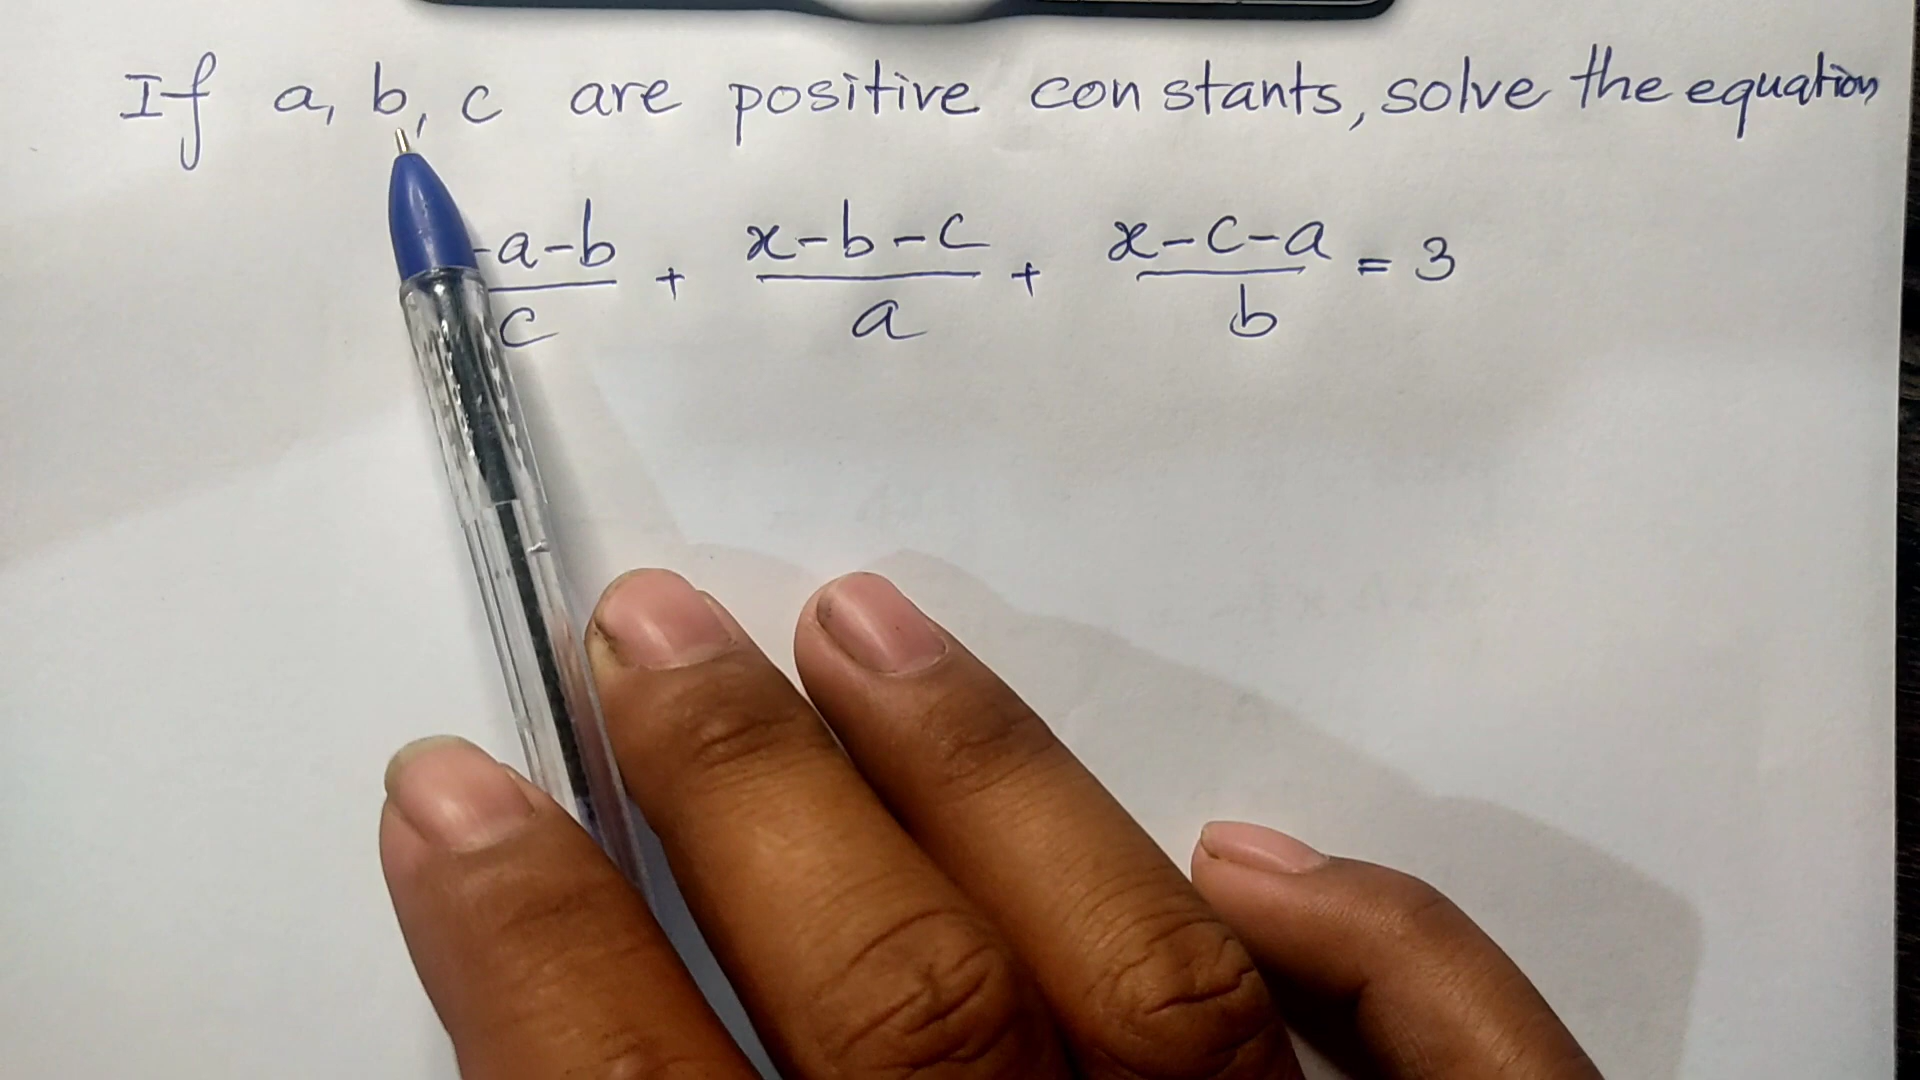 If a, b, c are positive constants, solve the equation
-a-b/c + x-b-c/a + x-c-a/b = 3